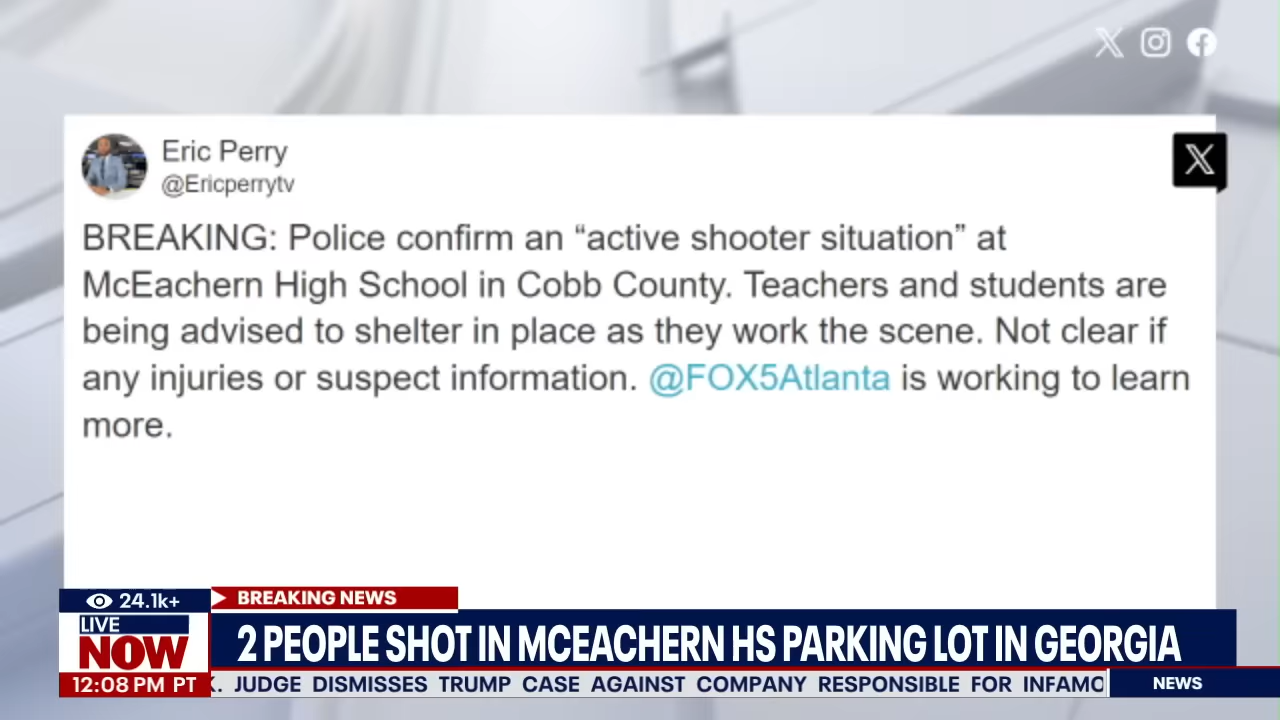 Eric Perry
@Ericperrytv
BREAKING: Police confirm an “active shooter situation” at
McEachern High School in Cobb County. Teachers and students are
being advised to shelter in place as they work the scene. Not clear if
any injuries or suspect information. @FOX5Atlanta is working to learn
more.
24.1k+
BREAKING NEWS
LIVE
NOW
2 PEOPLE SHOT IN MCEACHERN HS PARKING LOT IN GEORGIA
12:08 PM PT
JUDGE DISMISSES TRUMP CASE AGAINST COMPANY RESPONSIBLE FOR
NEWS